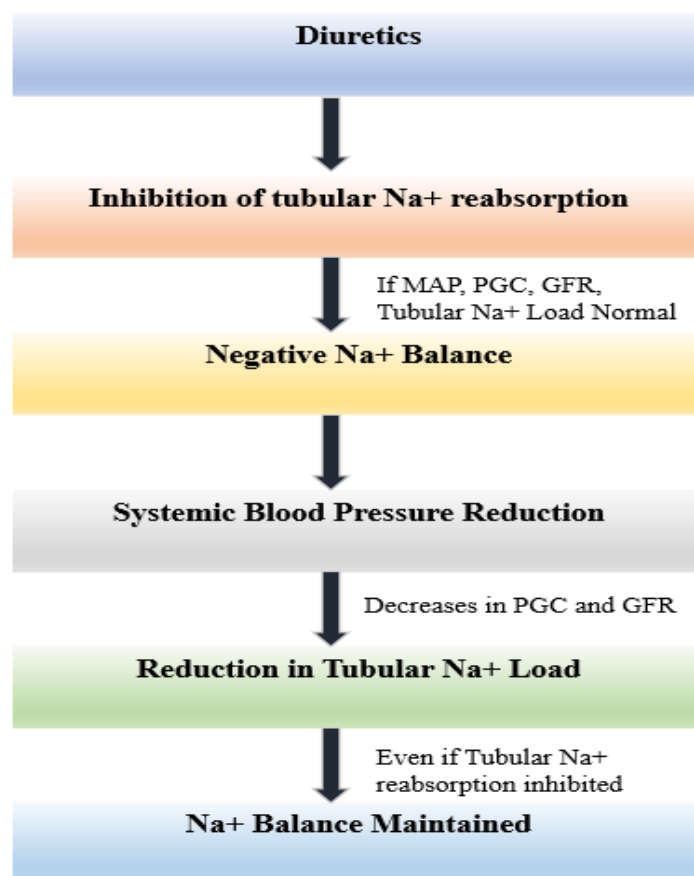 Diuretics
Inhibition of tubular Na+ reabsorption
If MAP, PGC, GFR,
Tubular Na+ Load Normal
Negative Na+ Balance
Systemic Blood Pressure Reduction
Decreases in PGC and GFR
Reduction in Tubular Na+ Load
Even if Tubular Na+
reabsorption inhibited
Na+ Balance Maintained